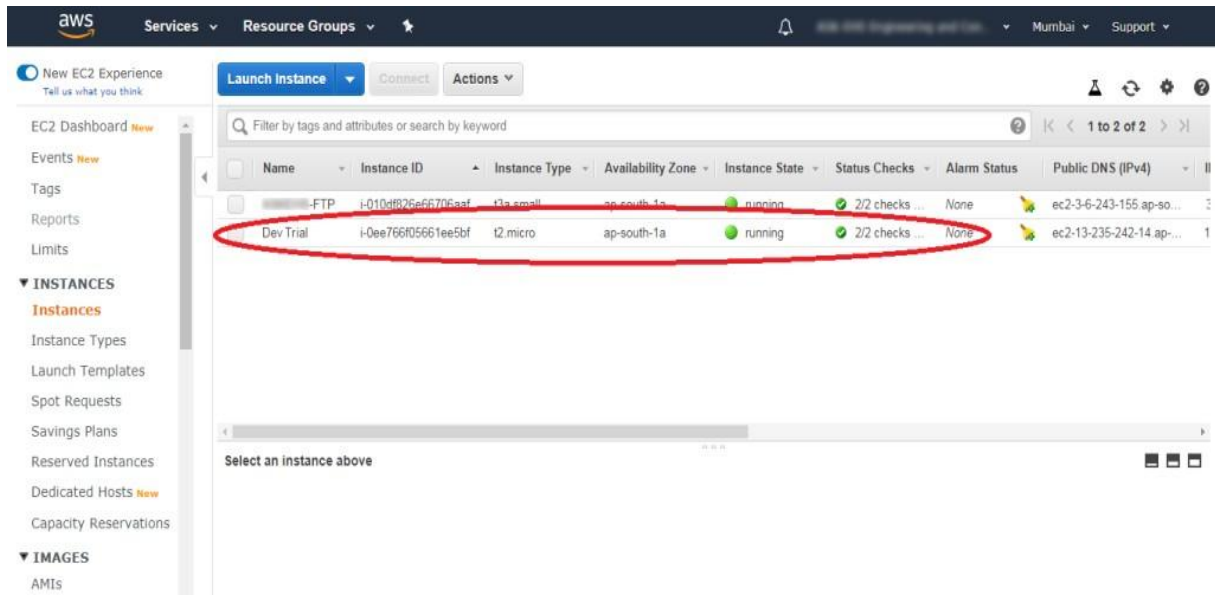 aws Services Resource Groups Mumbai Support
New EC2 Experience
Tell us what you think
Launch Instance Connect Actions
EC2 Dashboard New
Events New
Tags
Reports
Limits
INSTANCES
Instances
Instance Types
Launch Templates
Spot Requests
Savings Plans
Reserved Instances
Dedicated Hosts New
Capacity Reservations
IMAGES
AMIs
Filter by tags and attributes or search by keyword 1 to 2 of 2
Name Instance ID Instance Type Availability Zone Instance State Status Checks Alarm Status Public DNS (IPv4)
-FTP i-010df826e66706aaf t3a.small ap-south-1a running 2/2 checks ... None ec2-3-6-243-155.ap-so...
Dev Trial i-0ee766f05661ee5bf t2.micro ap-south-1a running 2/2 checks ... None ec2-13-235-242-14.ap-...
Select an instance above